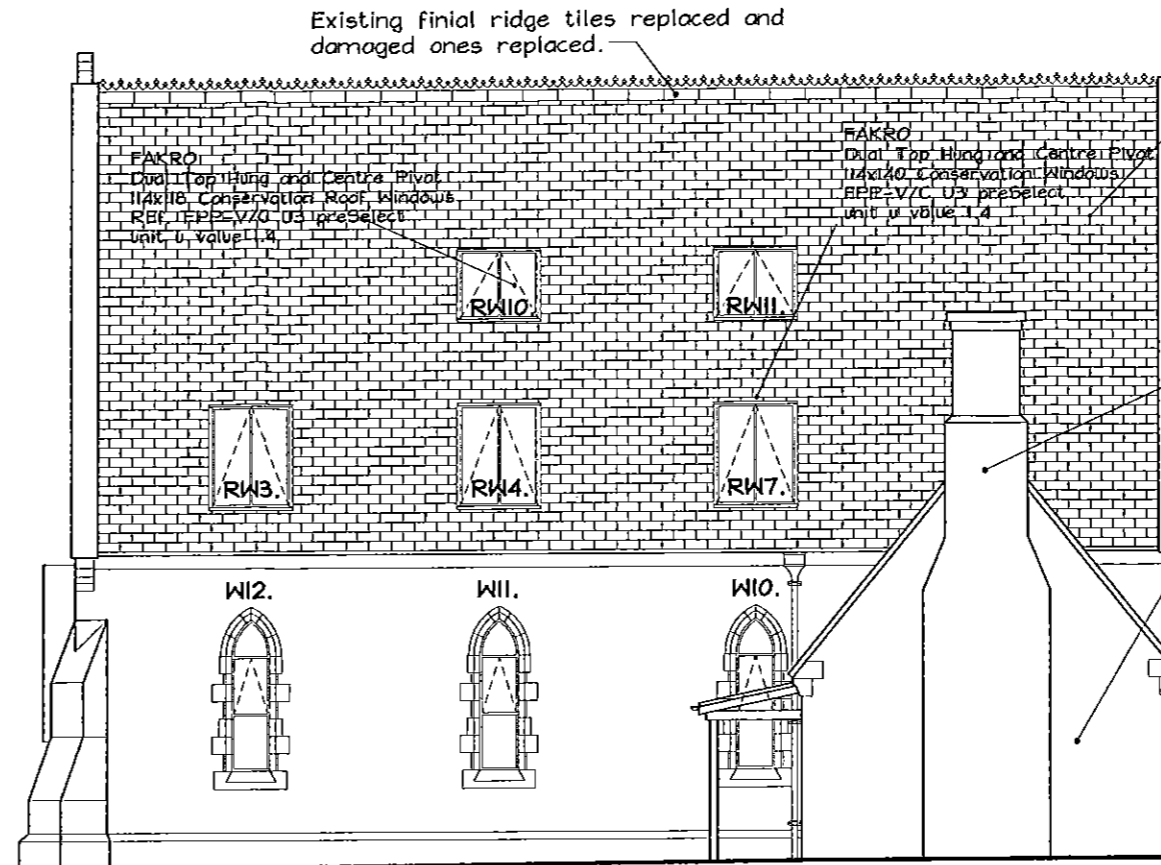 Existing finial ridge tiles replaced and
damaged ones replaced.
FAKRO
Dual Top Hung and Centre Pivot
114x118 Conservation Roof Windows
Ref. FPP-V/C U3 preSelect
unit u value 1.4
FAKRO
Dual Top Hung and Centre Pivot
114x140 Conservation Windows
FPP-V/C U3 preSelect
unit u value 1.4
RW10.
RW11.
RW3.
RW4.
RW7.
W12.
W11.
W10.